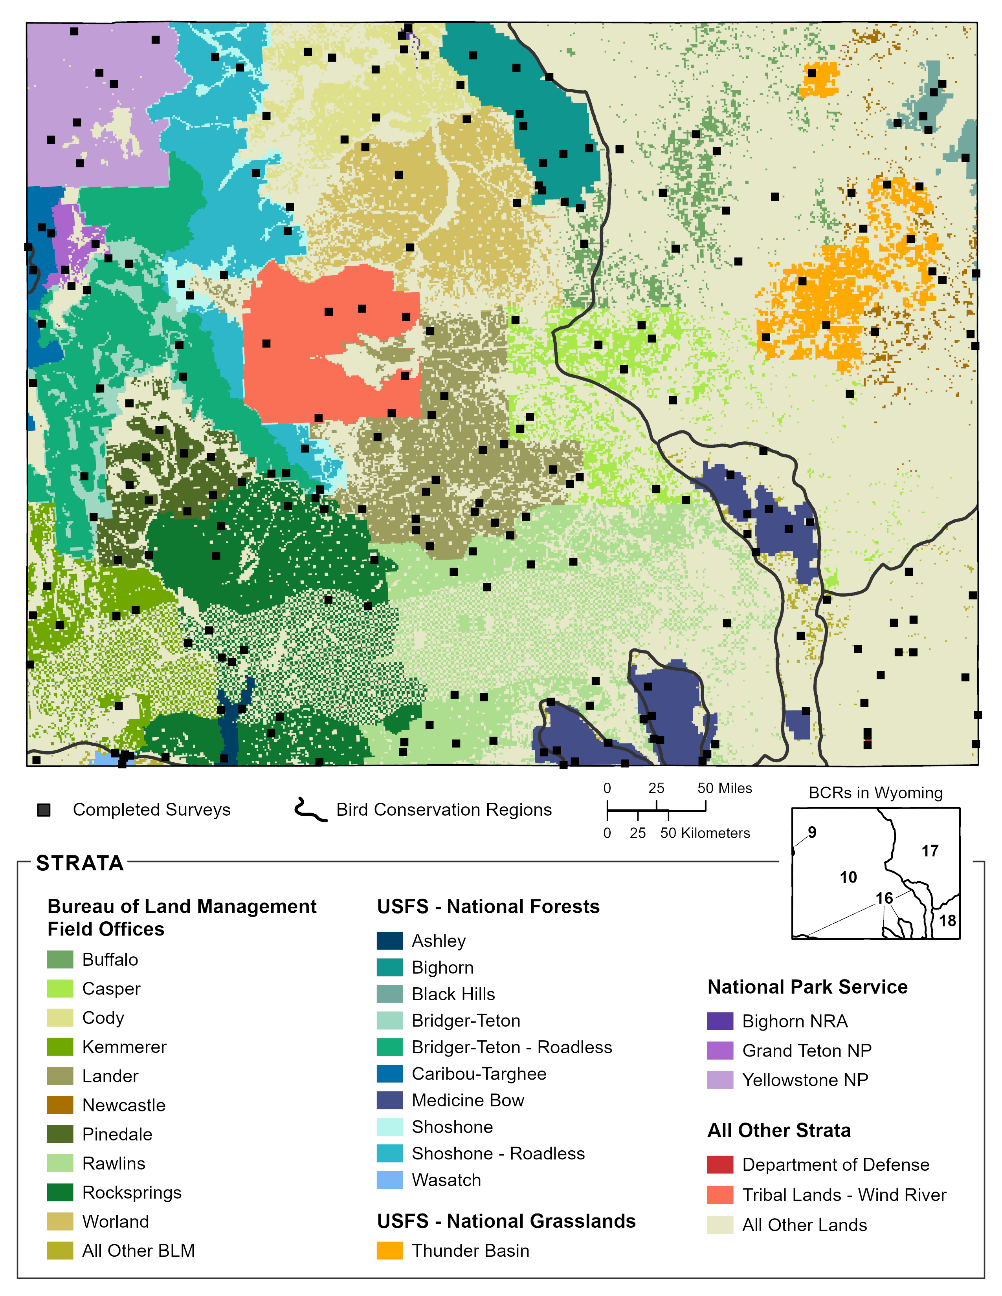 Completed Surveys
Bird Conservation Regions
0 25 50 Miles
0 25 50 Kilometers
BCRs in Wyoming
9
17
10
16
18
STRATA
Bureau of Land Management
Field Offices
Buffalo
Casper
Cody
Kemmerer
Lander
Newcastle
Pinedale
Rawlins
Rocksprings
Worland
All Other BLM
USFS - National Forests
Ashley
Bighorn
Black Hills
Bridger-Teton
Bridger-Teton - Roadless
Caribou-Targhee
Medicine Bow
Shoshone
Shoshone - Roadless
Wasatch
USFS - National Grasslands
Thunder Basin
National Park Service
Bighorn NRA
Grand Teton NP
Yellowstone NP
All Other Strata
Department of Defense
Tribal Lands - Wind River
All Other Lands